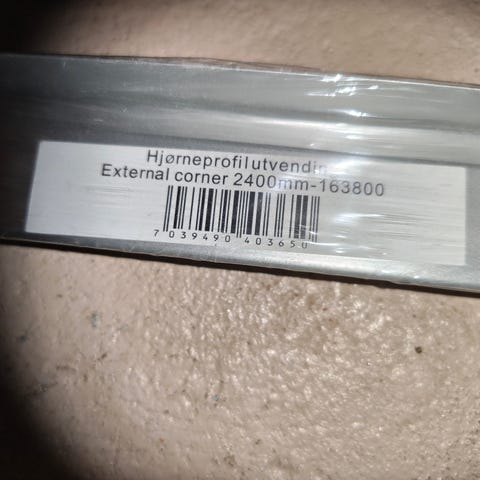 Hjørneprofil utvendig
External corner 2400mm-163800
7 039490 403650